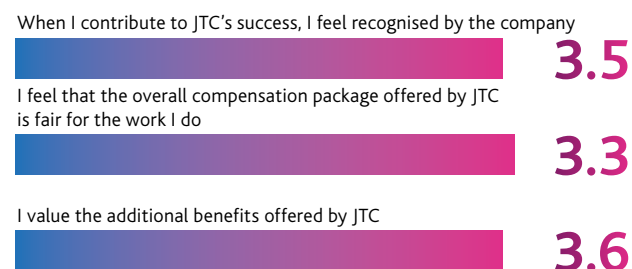 When I contribute to JTC’s success, I feel recognised by the company
3.5
I feel that the overall compensation package offered by JTC
is fair for the work I do
3.3
I value the additional benefits offered by JTC
3.6